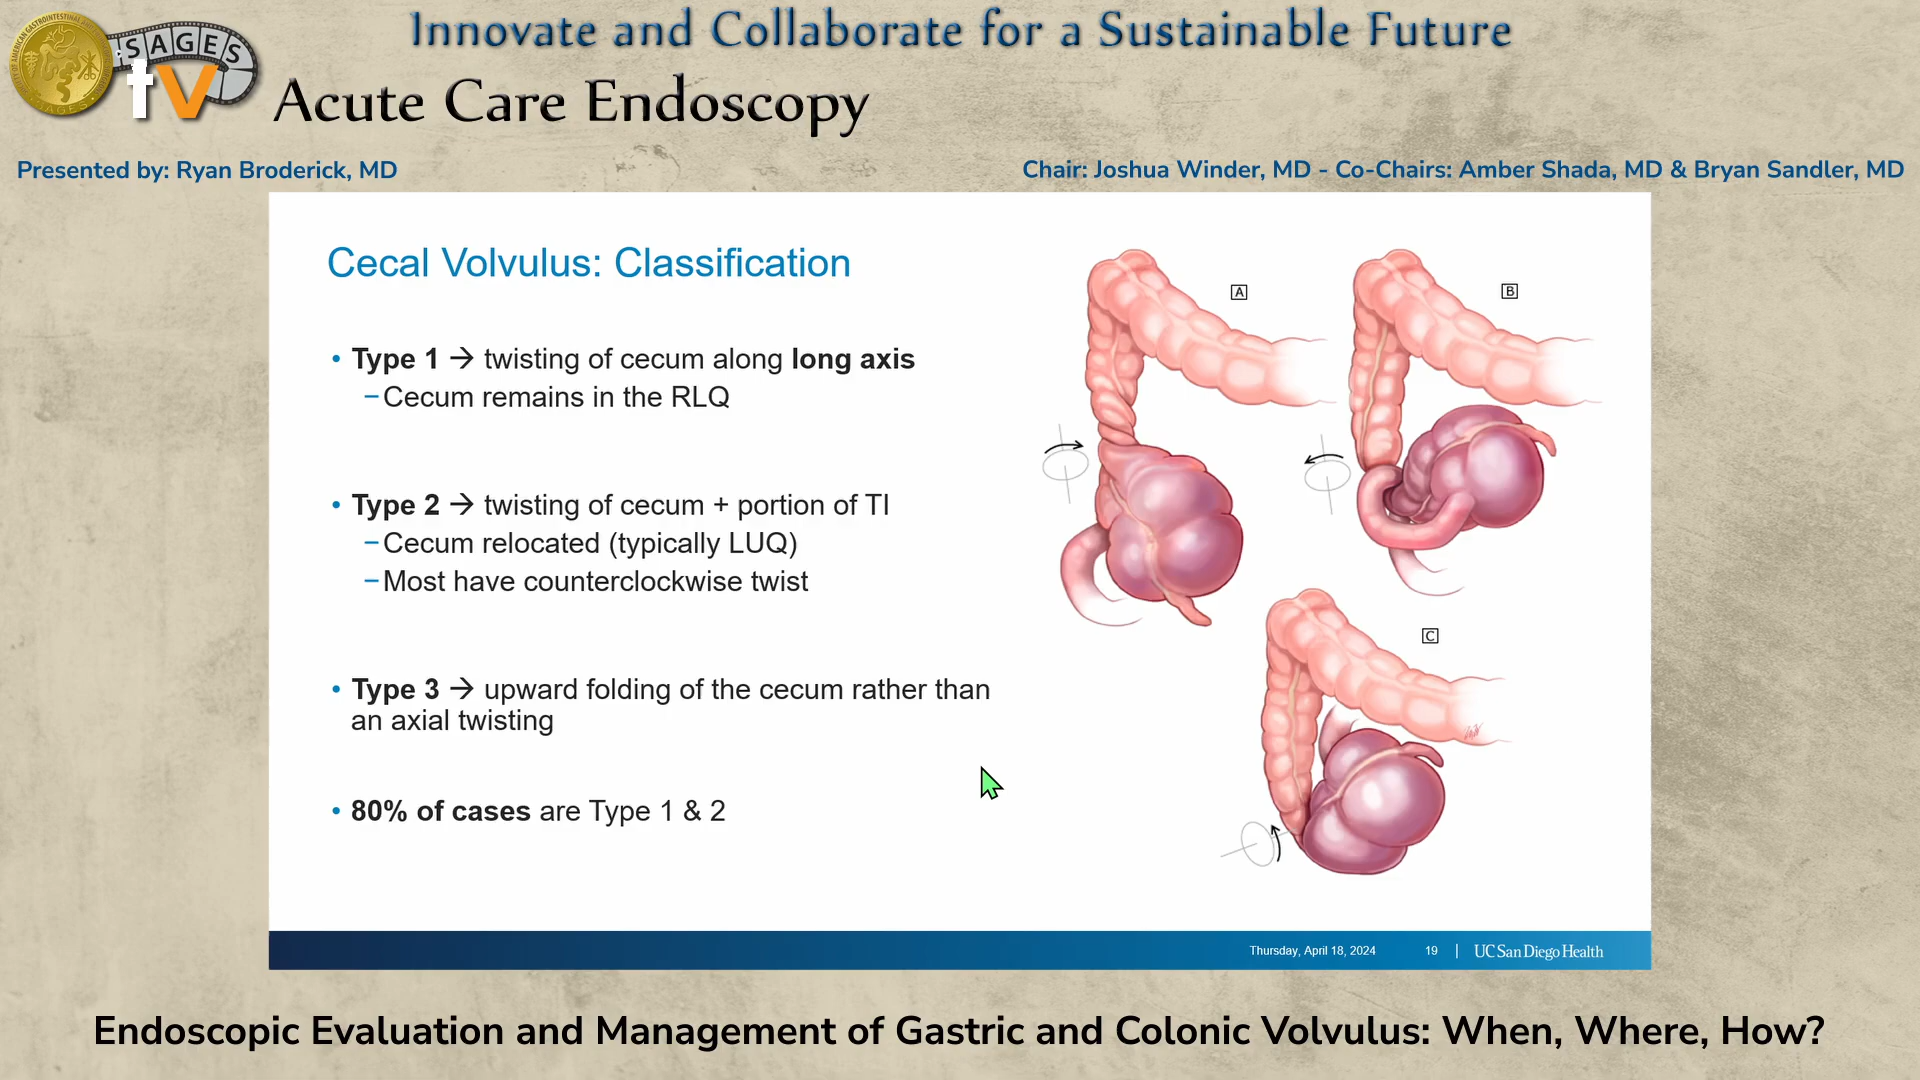 Innovate and Collaborate for a Sustainable Future
SAGES
tv
Acute Care Endoscopy
Presented by: Ryan Broderick, MD
Chair: Joshua Winder, MD - Co-Chairs: Amber Shada, MD & Bryan Sandler, MD
Cecal Volvulus: Classification
• Type 1 → twisting of cecum along long axis
–Cecum remains in the RLQ
• Type 2 → twisting of cecum + portion of TI
–Cecum relocated (typically LUQ)
–Most have counterclockwise twist
• Type 3 → upward folding of the cecum rather than
an axial twisting
• 80% of cases are Type 1 & 2
A
B
C
Thursday, April 18, 2024
19
UC San Diego Health
Endoscopic Evaluation and Management of Gastric and Colonic Volvulus: When, Where, How?